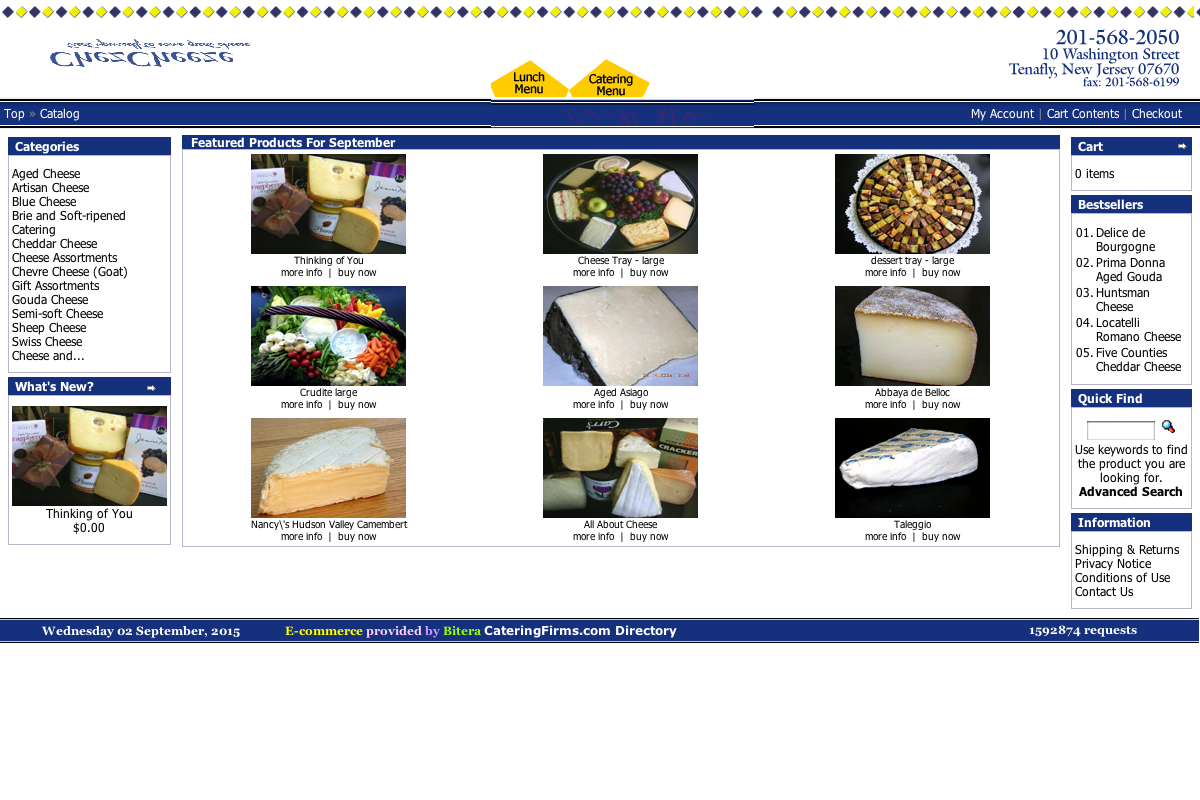 treat yourself to some great cheese
ChezCheeze
201-568-2050
10 Washington Street
Tenafly, New Jersey 07670
fax: 201-568-6199
Lunch
Menu
Catering
Menu
Top » Catalog
My Account | Cart Contents | Checkout
Categories
Aged Cheese
Artisan Cheese
Blue Cheese
Brie and Soft-ripened
Catering
Cheddar Cheese
Cheese Assortments
Chevre Cheese (Goat)
Gift Assortments
Gouda Cheese
Semi-soft Cheese
Sheep Cheese
Swiss Cheese
Cheese and...
What's New?
Thinking of You
$0.00
Featured Products For September
Thinking of You
more info | buy now
Cheese Tray - large
more info | buy now
dessert tray - large
more info | buy now
Crudite large
more info | buy now
Aged Asiago
more info | buy now
Abbaya de Belloc
more info | buy now
Nancy\'s Hudson Valley Camembert
more info | buy now
All About Cheese
more info | buy now
Taleggio
more info | buy now
Cart
0 items
Bestsellers
01. Delice de
Bourgogne
02. Prima Donna
Aged Gouda
03. Huntsman
Cheese
04. Locatelli
Romano Cheese
05. Five Counties
Cheddar Cheese
Quick Find
Use keywords to find
the product you are
looking for.
Advanced Search
Information
Shipping & Returns
Privacy Notice
Conditions of Use
Contact Us
Wednesday 02 September, 2015
E-commerce provided by Bitera CateringFirms.com Directory
1592874 requests